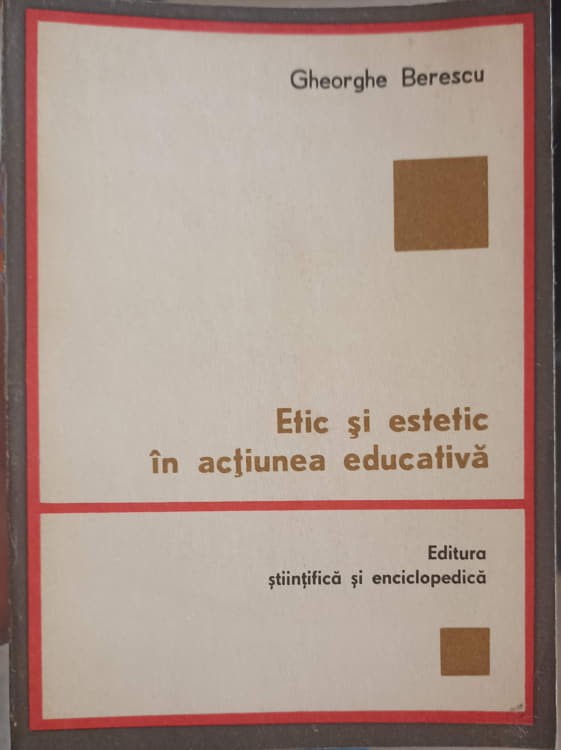 Gheorghe Berescu
Etic şi estetic
în acţiunea educativă
Editura
ştiinţifică şi enciclopedică